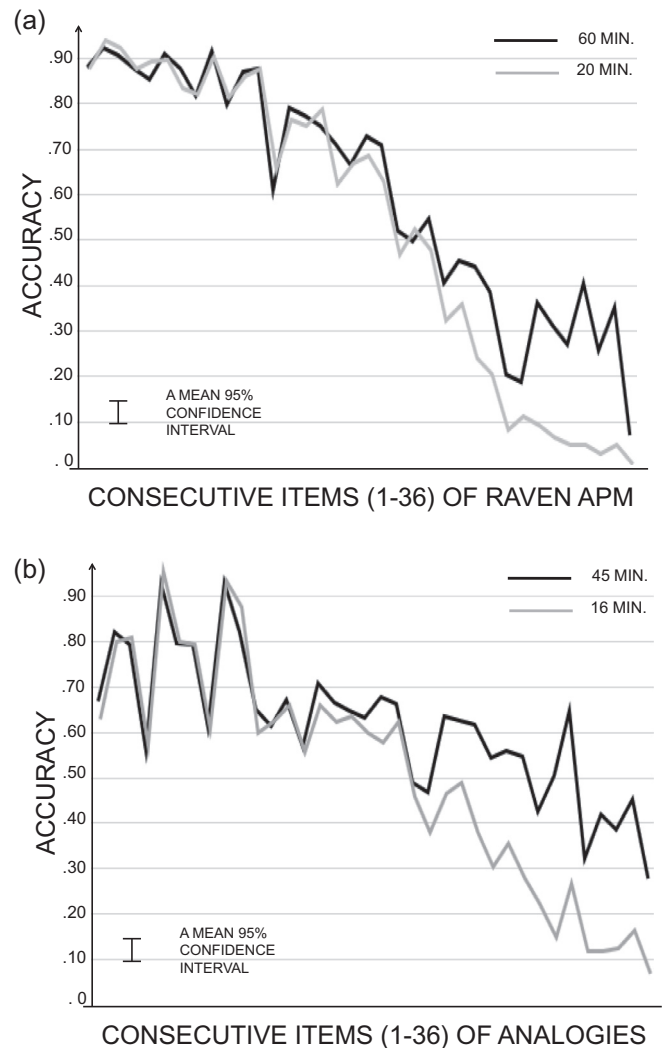 (a)
60 MIN.
20 MIN.
.90
.80
.70
.60
.50
.40
.30
.20
.10
. 0
ACCURACY
A MEAN 95%
CONFIDENCE
INTERVAL
CONSECUTIVE ITEMS (1-36) OF RAVEN APM
(b)
45 MIN.
16 MIN.
.90
.80
.70
.60
.50
.40
.30
.20
.10
. 0
ACCURACY
A MEAN 95%
CONFIDENCE
INTERVAL
CONSECUTIVE ITEMS (1-36) OF ANALOGIES